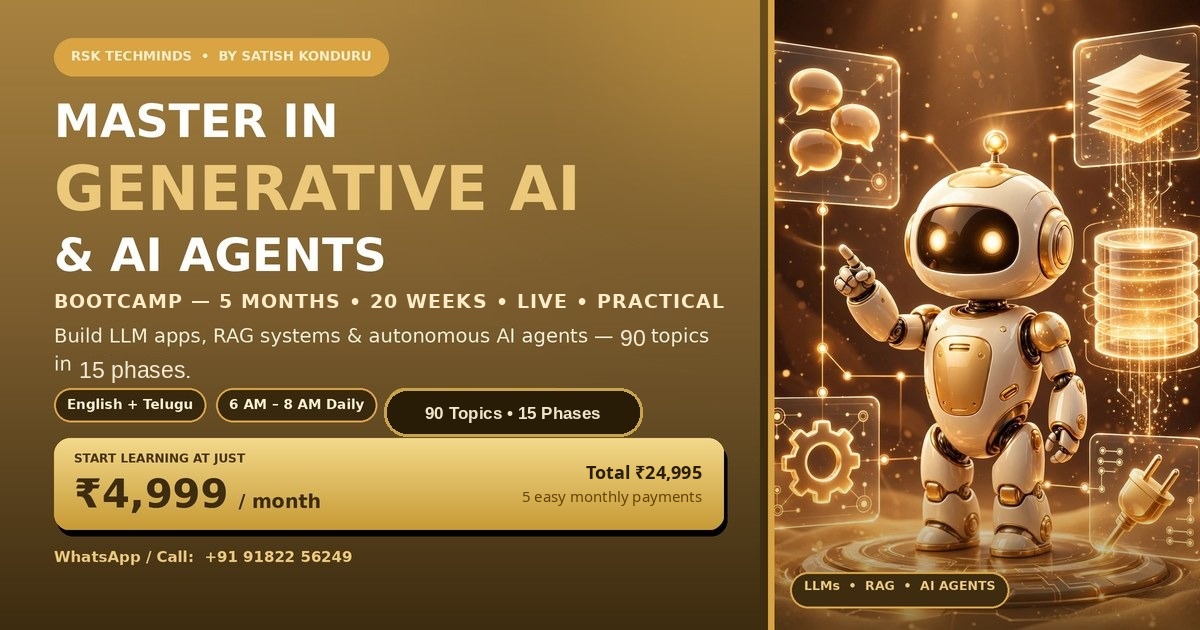 RSK TECHMINDS • BY SATISH KONDURU
MASTER IN
GENERATIVE AI
& AI AGENTS
BOOTCAMP — 5 MONTHS • 20 WEEKS • LIVE • PRACTICAL
Build LLM apps, RAG systems & autonomous AI agents — 90 topics
in 15 phases.
English + Telugu
6 AM – 8 AM Daily
90 Topics • 15 Phases
START LEARNING AT JUST
₹4,999 / month
Total ₹24,995
5 easy monthly payments
WhatsApp / Call: +91 91822 56249
LLMs • RAG • AI AGENTS